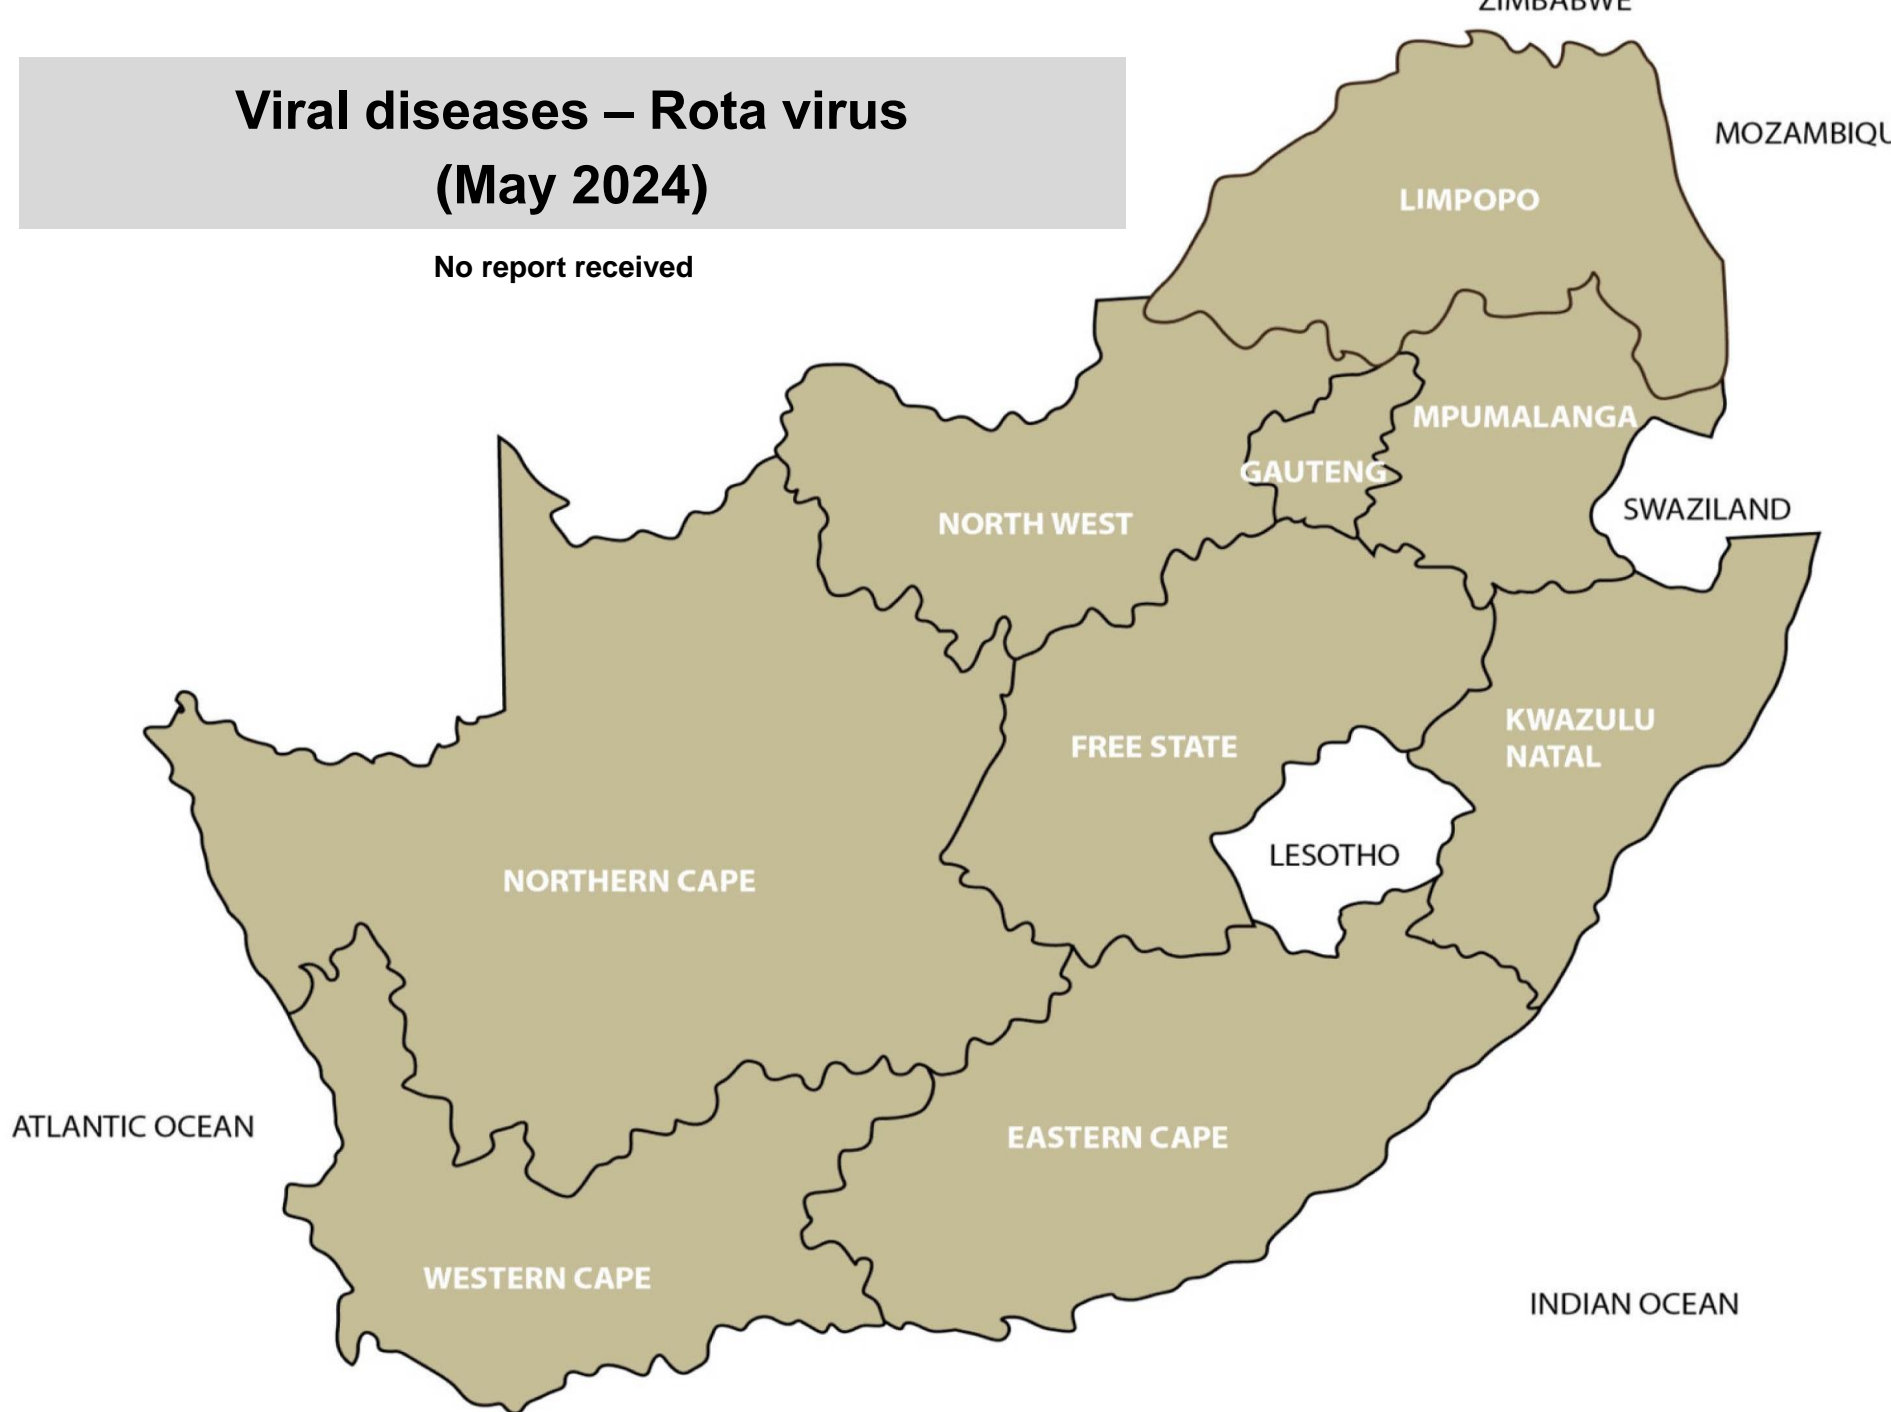 ZIMBABWE
Viral diseases – Rota virus
(May 2024)
MOZAMBIQU
LIMPOPO
No report received
MPUMALANGA
GAUTENG
SWAZILAND
NORTH WEST
KWAZULU
NATAL
FREE STATE
LESOTHO
NORTHERN CAPE
ATLANTIC OCEAN
EASTERN CAPE
WESTERN CAPE
INDIAN OCEAN